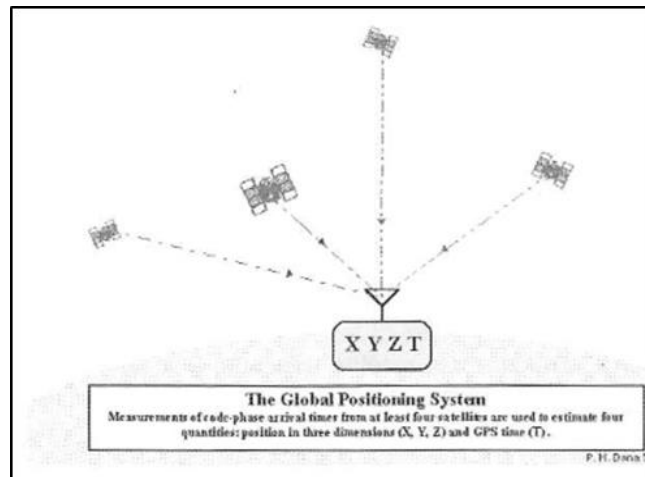 X Y Z T
The Global Positioning System
Measurements of code-phase arrival times from at least four satellites are used to estimate four
quantities: position in three dimensions (X, Y, Z) and GPS time (T).
P. H. Dana